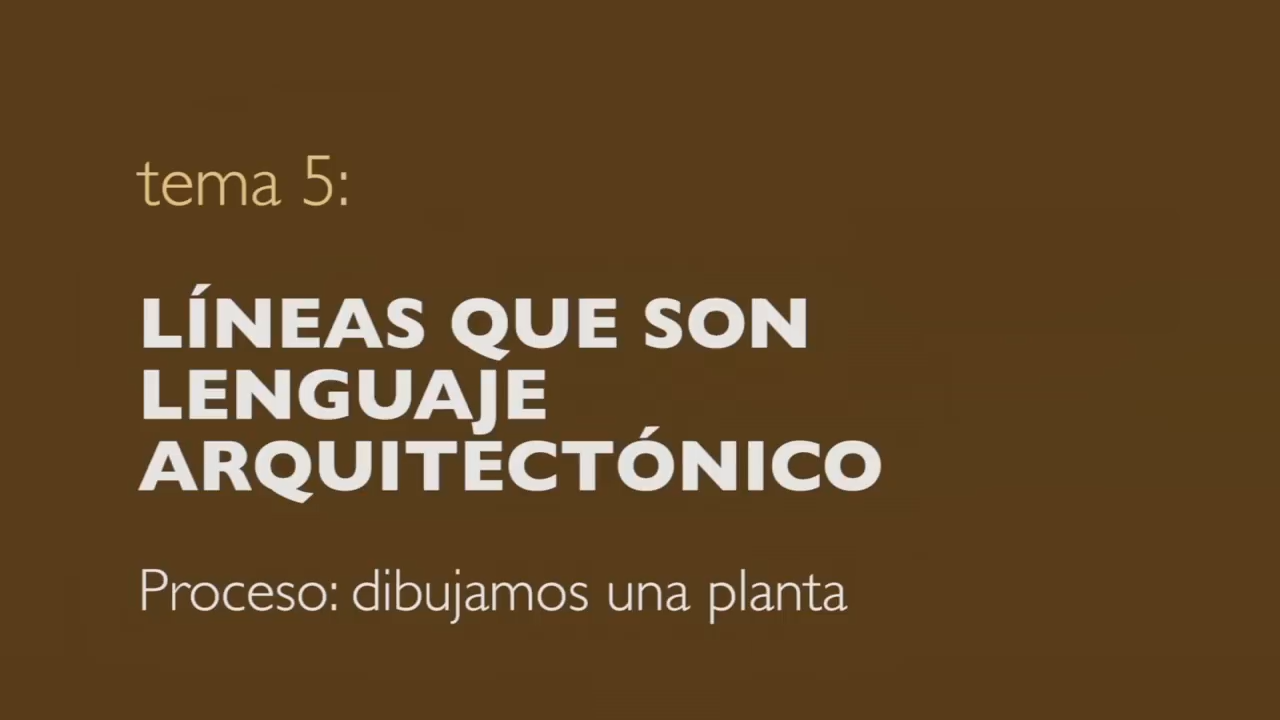 tema 5:
LÍNEAS QUE SON
LENGUAJE
ARQUITECTÓNICO
Proceso: dibujamos una planta